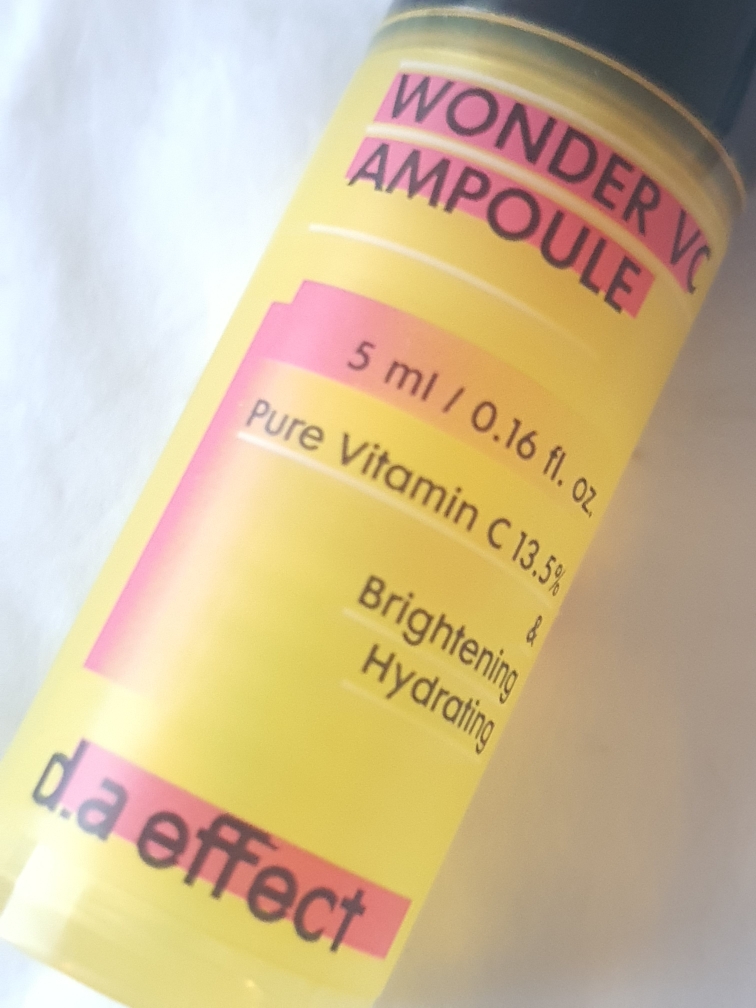 WONDER VC
AMPOULE
5 ml / 0.16 fl. oz.
Pure Vitamin C 13.5%
&
Brightening
Hydrating
d.a effect